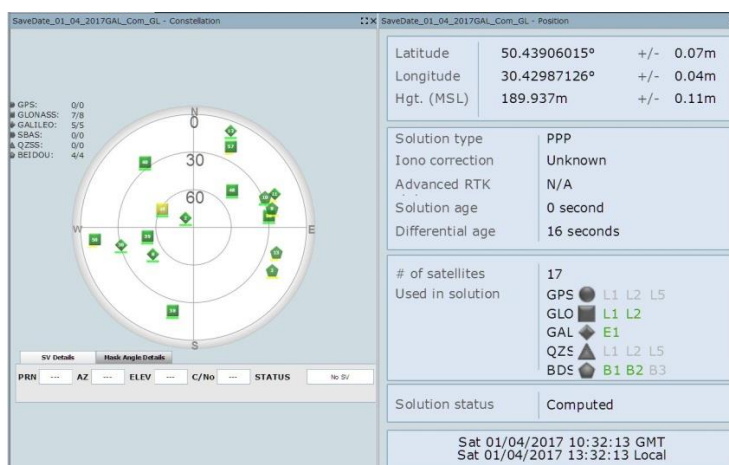 SaveDate_01_04_2017GAL_Com_GL - Constellation
GPS: 0/0
GLONASS: 7/8
GALILEO: 5/5
SBAS: 0/0
QZSS: 0/0
BEIDOU: 4/4
N
0
30
60
W
E
S
SV Details Mask Angle Details
PRN --- AZ --- ELEV --- C/No --- STATUS No SV
SaveDate_01_04_2017GAL_Com_GL - Position
Latitude 50.43906015° +/- 0.07m
Longitude 30.42987126° +/- 0.04m
Hgt. (MSL) 189.937m +/- 0.11m
Solution type PPP
Iono correction Unknown
Advanced RTK N/A
Solution age 0 second
Differential age 16 seconds
# of satellites 17
Used in solution GPS L1 L2 L5
GLO L1 L2
GAL E1
QZS L1 L2 L5
BDS B1 B2 B3
Solution status Computed
Sat 01/04/2017 10:32:13 GMT
Sat 01/04/2017 13:32:13 Local